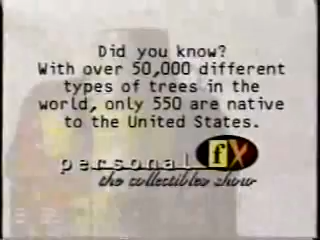 Did you know?
With over 50,000 different
types of trees in the
world, only 550 are native
to the United States.
personal fX
the collectibles show